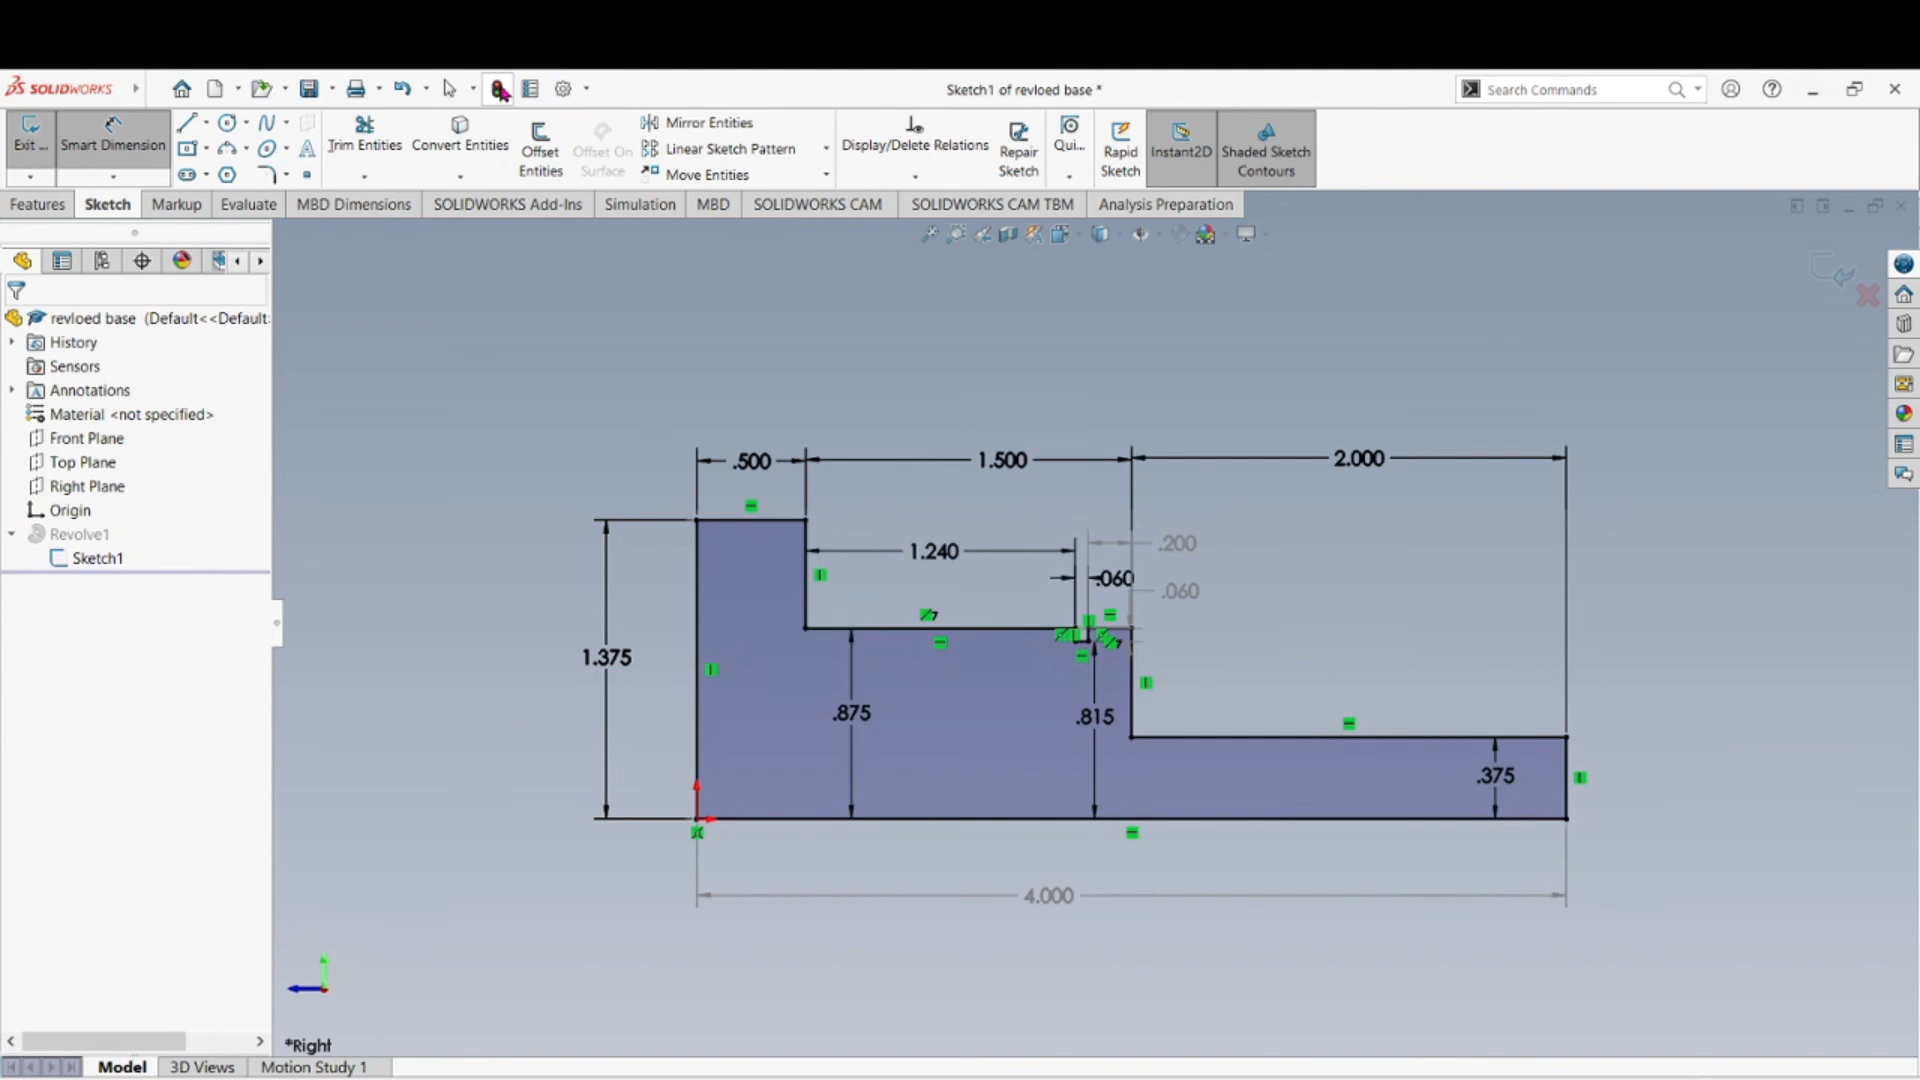 SOLIDWORKS
Sketch1 of revloed base *
Search Commands
Exit ...
Smart Dimension
Trim Entities
Convert Entities
Offset Entities
Offset On Surface
Mirror Entities
Linear Sketch Pattern
Move Entities
Display/Delete Relations
Repair Sketch
Qui...
Rapid Sketch
Instant2D
Shaded Sketch Contours
Features
Sketch
Markup
Evaluate
MBD Dimensions
SOLIDWORKS Add-Ins
Simulation
MBD
SOLIDWORKS CAM
SOLIDWORKS CAM TBM
Analysis Preparation
revloed base (Default<<Default
History
Sensors
Annotations
Material <not specified>
Front Plane
Top Plane
Right Plane
Origin
Revolve1
Sketch1
.500
1.500
2.000
1.240
.200
.060
.060
7
7
1.375
.875
.815
.375
4.000
*Right
Model
3D Views
Motion Study 1